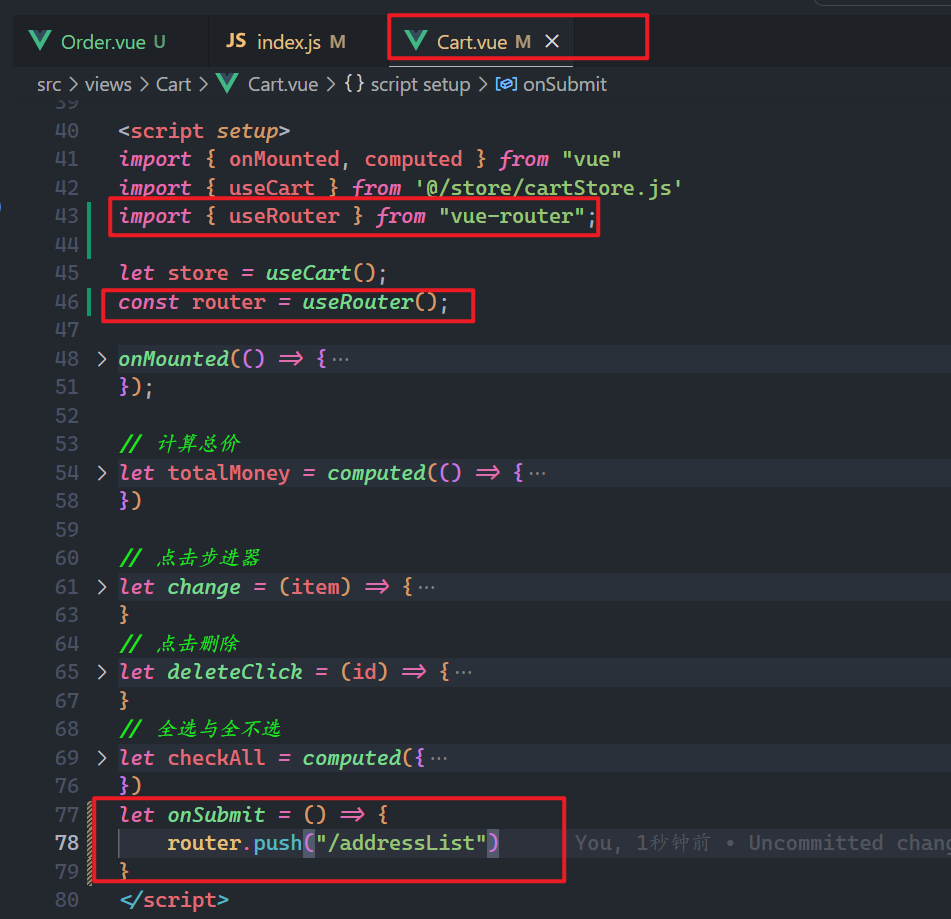 Order.vue U JS index.js M Cart.vue M ×
src > views > Cart > Cart.vue > {} script setup > onSubmit
39
40 <script setup>
41 import { onMounted, computed } from "vue"
42 import { useCart } from '@/store/cartStore.js'
43 import { useRouter } from "vue-router";
44
45 let store = useCart();
46 const router = useRouter();
47
48 > onMounted(() => { ···
51 });
52
53 // 计算总价
54 > let totalMoney = computed(() => { ···
58 })
59
60 // 点击步进器
61 > let change = (item) => { ···
63 }
64 // 点击删除
65 > let deleteClick = (id) => { ···
67 }
68 // 全选与全不选
69 > let checkAll = computed({ ···
76 })
77 let onSubmit = () => {
78 router.push("/addressList") You, 1秒钟前 • Uncommitted chang
79 }
80 </script>